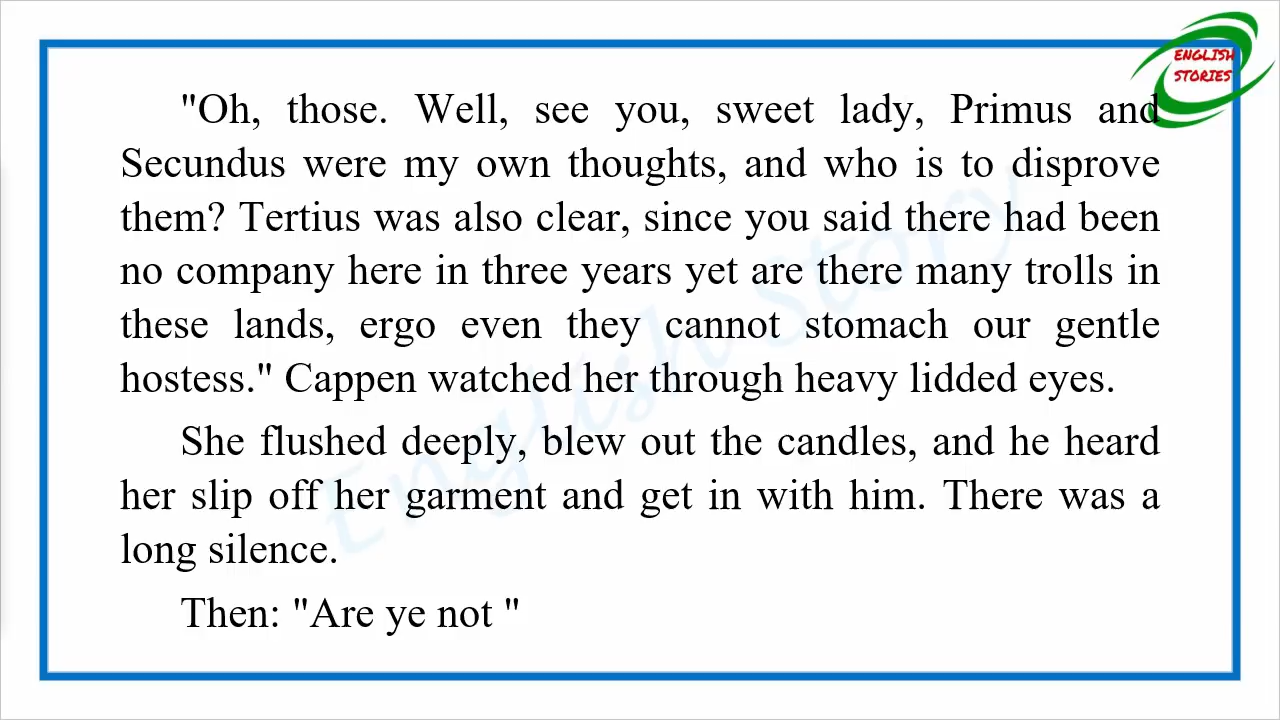 ENGLISH
STORIES
"Oh, those. Well, see you, sweet lady, Primus and
Secundus were my own thoughts, and who is to disprove
them? Tertius was also clear, since you said there had been
no company here in three years yet are there many trolls in
these lands, ergo even they cannot stomach our gentle
hostess." Cappen watched her through heavy lidded eyes.
She flushed deeply, blew out the candles, and he heard
her slip off her garment and get in with him. There was a
long silence.
Then: "Are ye not "
English Story